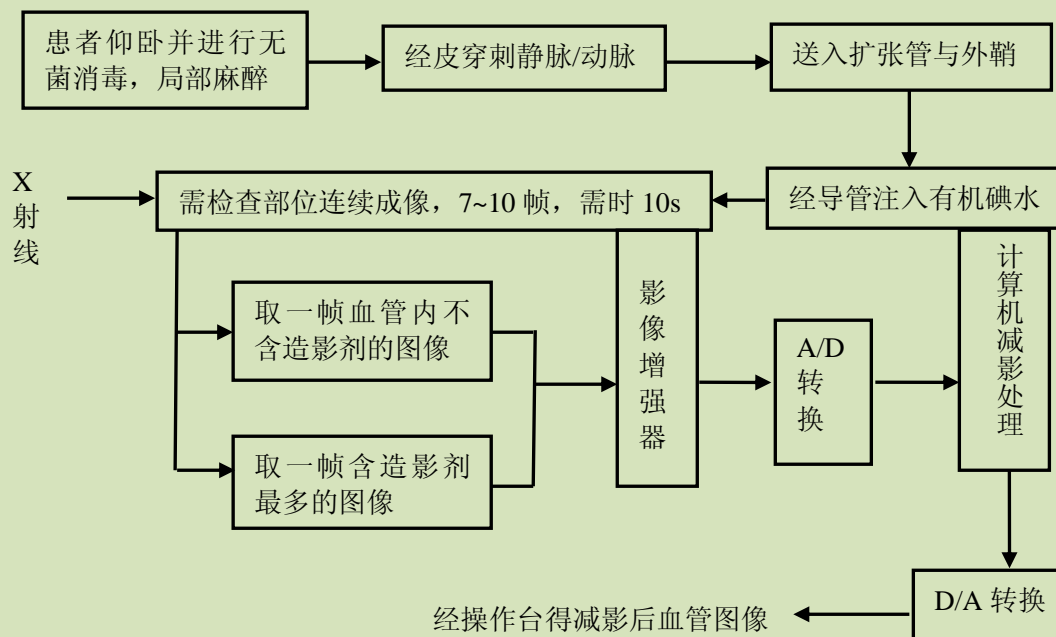 患者仰卧并进行无
菌消毒，局部麻醉
经皮穿刺静脉/动脉
送入扩张管与外鞘
X
射
线
需检查部位连续成像，7~10 帧，需时 10s
经导管注入有机碘水
取一帧血管内不
含造影剂的图像
取一帧含造影剂
最多的图像
影
像
增
强
器
A/D
转
换
计
算
机
减
影
处
理
D/A 转换
经操作台得减影后血管图像